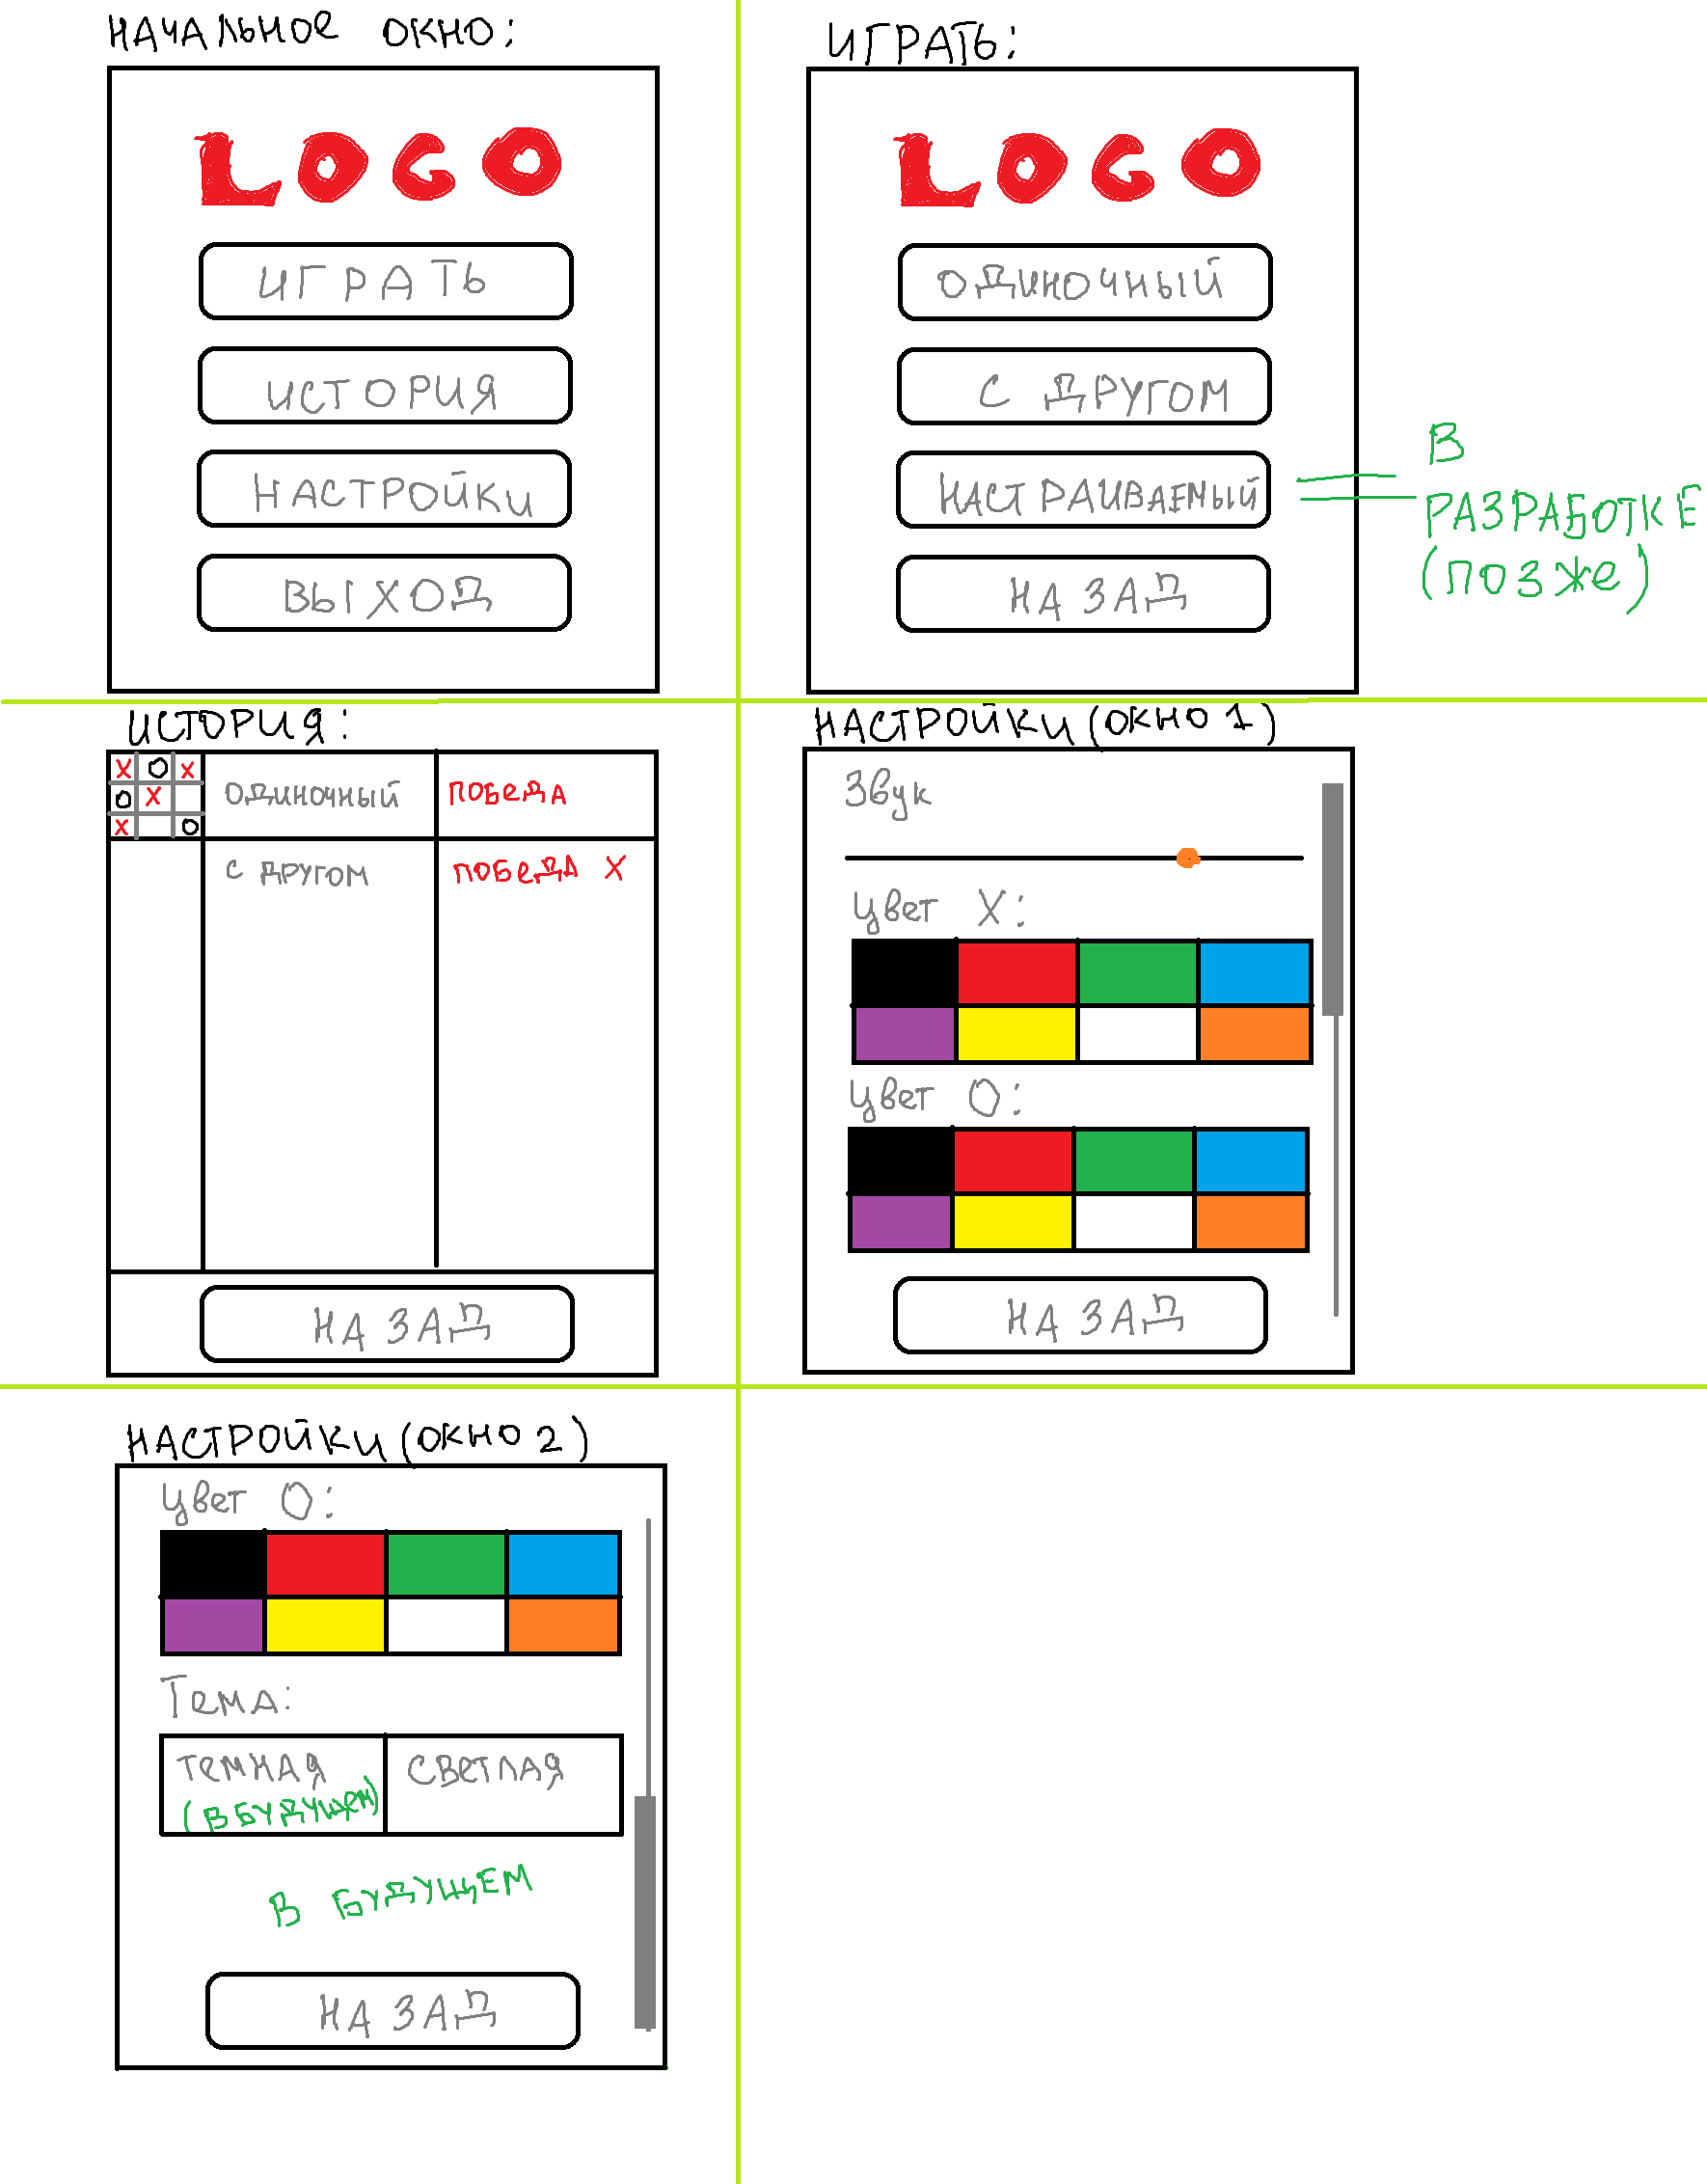 НАЧАЛЬНОЕ ОКНО:
LOGO
ИГРАТЬ
ИСТОРИЯ
НАСТРОЙКИ
ВЫХОД
ИГРАТЬ:
LOGO
ОДИНОЧНЫЙ
С ДРУГОМ
НАСТРАИВАЕМЫЙ
НАЗАД
В
РАЗРАБОТКЕ
(ПОЗЖЕ)
ИСТОРИЯ:
X O X
O X
X O
ОДИНОЧНЫЙ ПОБЕДА
С ДРУГОМ ПОБЕДА X
НАЗАД
НАСТРОЙКИ (ОКНО 1)
Звук
Цвет X:
Цвет O:
НАЗАД
НАСТРОЙКИ (ОКНО 2)
Цвет O:
Тема:
ТЕМНАЯ СВЕТЛАЯ
(В БУДУЩЕМ)
В БУДУЩЕМ
НАЗАД